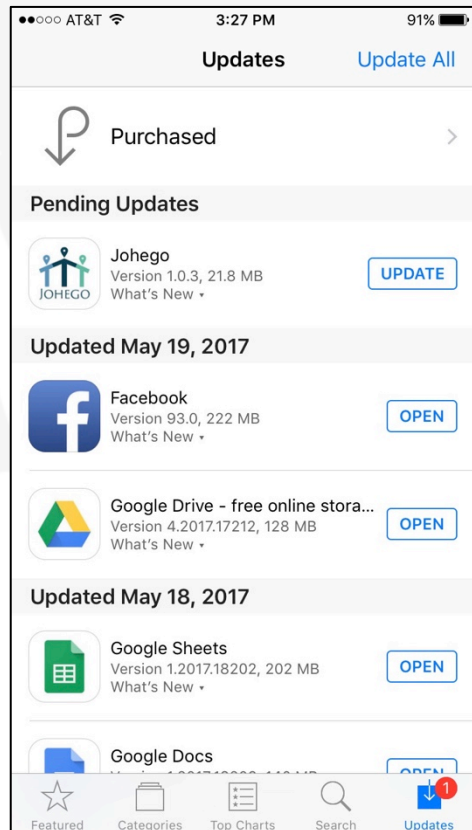 AT&T 3:27 PM 91%
Updates Update All
Purchased
Pending Updates
JOHEGO
Johego
Version 1.0.3, 21.8 MB
What's New
UPDATE
Updated May 19, 2017
Facebook
Version 93.0, 222 MB
What's New
OPEN
Google Drive - free online stora...
Version 4.2017.17212, 128 MB
What's New
OPEN
Updated May 18, 2017
Google Sheets
Version 1.2017.18202, 202 MB
What's New
OPEN
Google Docs
OPEN
1
Featured Categories Top Charts Search Updates